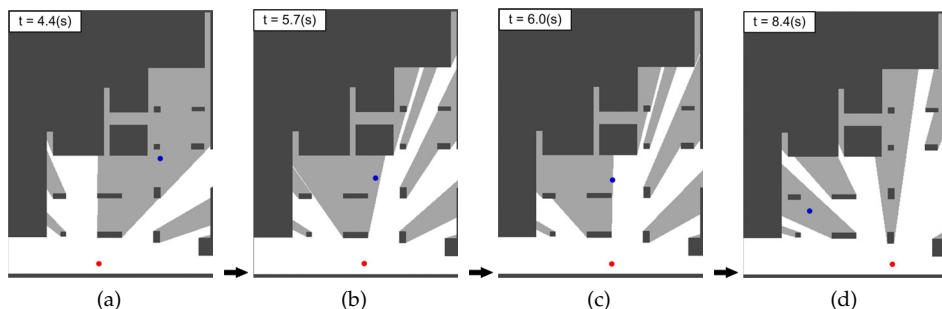 t = 4.4(s)
t = 5.7(s)
t = 6.0(s)
t = 8.4(s)
(a)
(b)
(c)
(d)